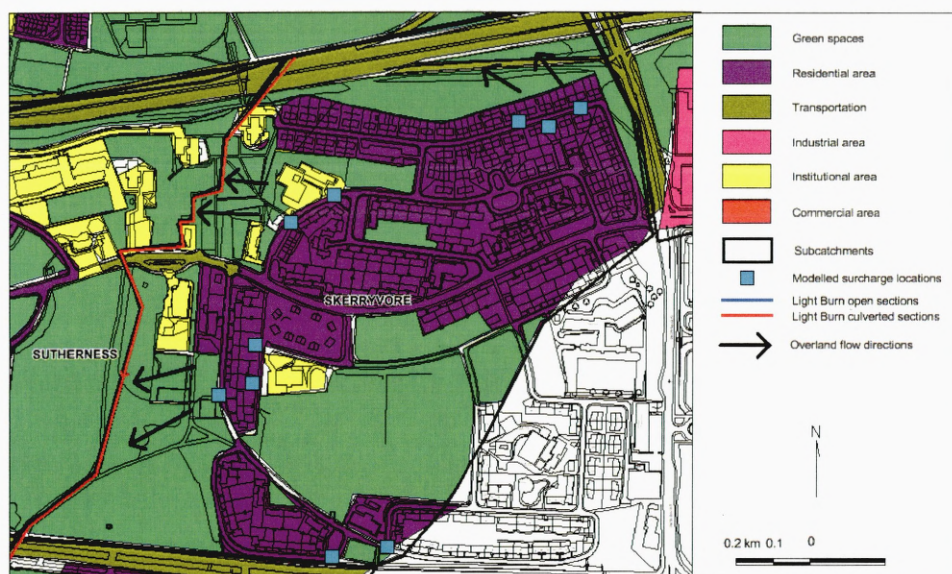 SKERRYVORE
SUTHERNESS
Green spaces
Residential area
Transportation
Industrial area
Institutional area
Commercial area
Subcatchments
Modelled surcharge locations
Light Burn open sections
Light Burn culverted sections
Overland flow directions
N
0.2 km 0.1 0